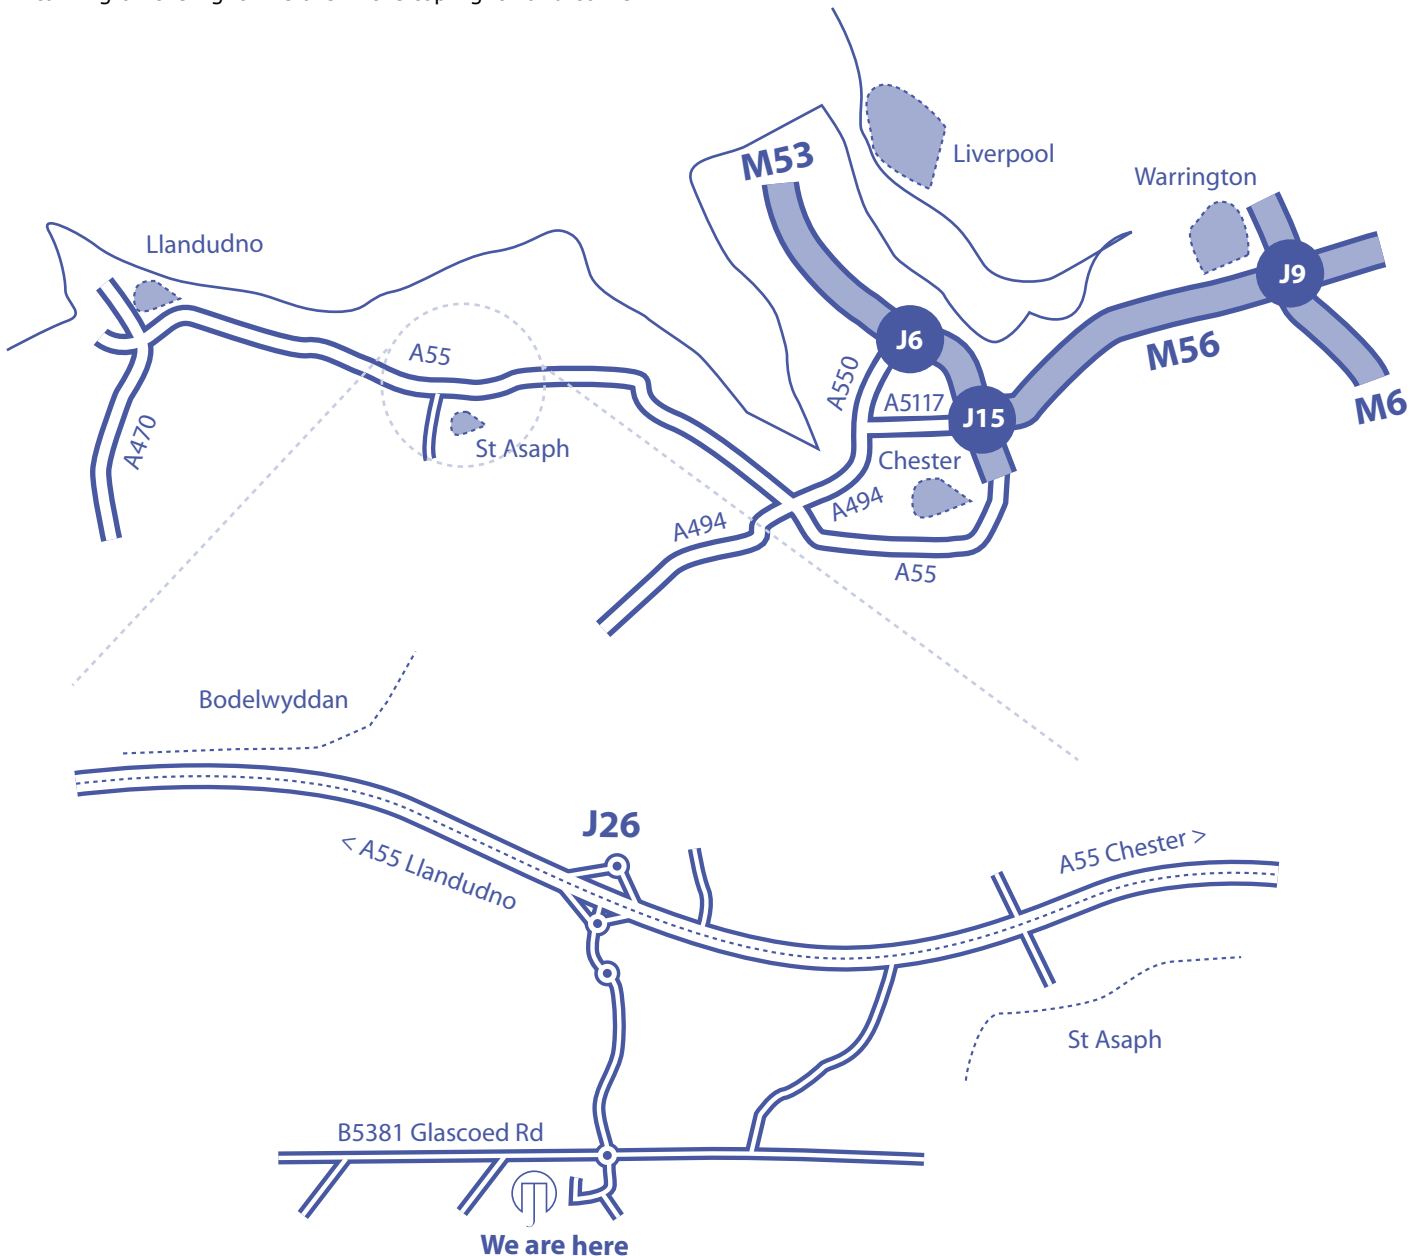 M53
Liverpool
Warrington
Llandudno
J9
J6
M56
A55
A550
A5117
M6
J15
A470
St Asaph
Chester
A494
A494
A55
Bodelwyddan
J26
< A55 Llandudno
A55 Chester >
St Asaph
B5381 Glascoed Rd
We are here